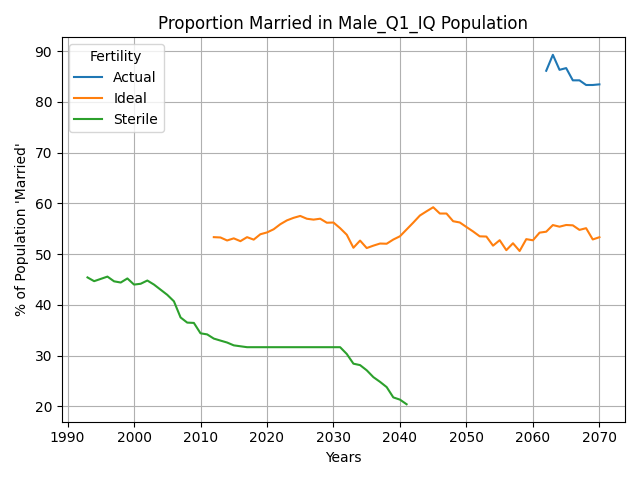 Proportion Married in Male_Q1_IQ Population
% of Population 'Married'
90
80
70
60
50
40
30
20
Fertility
Actual
Ideal
Sterile
1990 2000 2010 2020 2030 2040 2050 2060 2070
Years